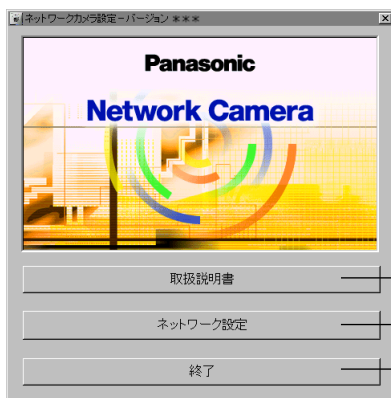 ネットワークカメラ設定-バージョン ***
Panasonic
Network Camera
取扱説明書
ネットワーク設定
終了